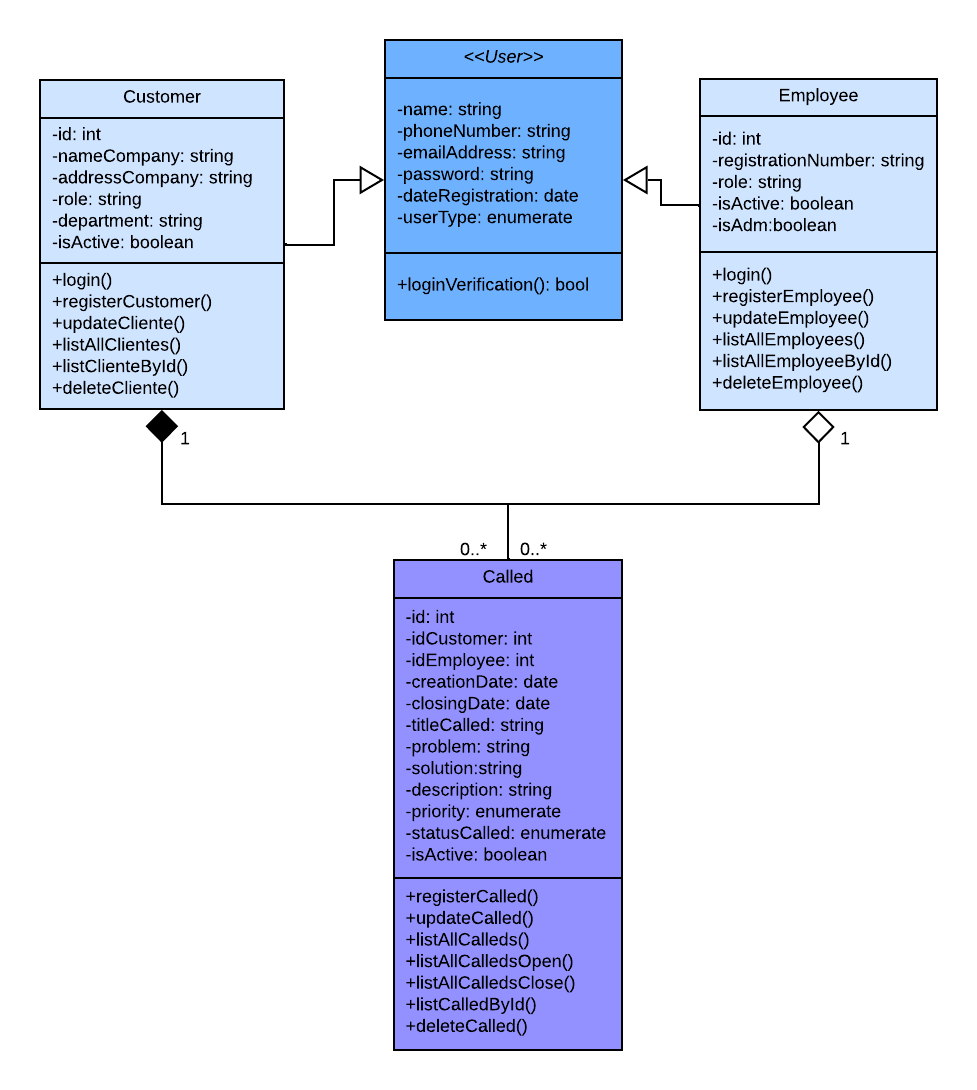 <<User>>
-name: string
-phoneNumber: string
-emailAddress: string
-password: string
-dateRegistration: date
-userType: enumerate
+loginVerification(): bool
Customer
-id: int
-nameCompany: string
-addressCompany: string
-role: string
-department: string
-isActive: boolean
+login()
+registerCustomer()
+updateCliente()
+listAllClientes()
+listClienteById()
+deleteCliente()
Employee
-id: int
-registrationNumber: string
-role: string
-isActive: boolean
-isAdm:boolean
+login()
+registerEmployee()
+updateEmployee()
+listAllEmployees()
+listAllEmployeeById()
+deleteEmployee()
1
1
0..*
0..*
Called
-id: int
-idCustomer: int
-idEmployee: int
-creationDate: date
-closingDate: date
-titleCalled: string
-problem: string
-solution:string
-description: string
-priority: enumerate
-statusCalled: enumerate
-isActive: boolean
+registerCalled()
+updateCalled()
+listAllCalleds()
+listAllCalledsOpen()
+listAllCalledsClose()
+listCalledById()
+deleteCalled()